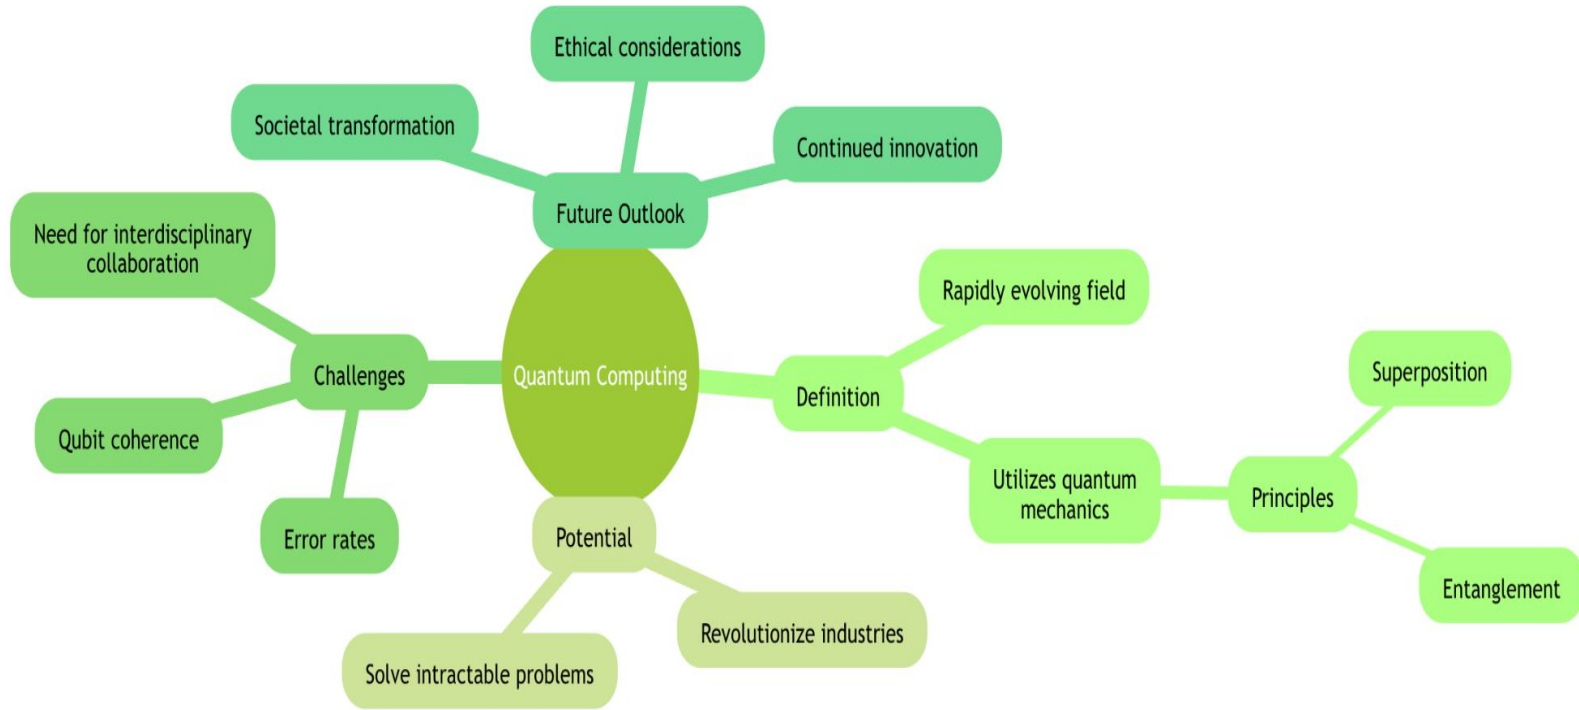 Ethical considerations
Societal transformation
Continued innovation
Future Outlook
Need for interdisciplinary
collaboration
Challenges
Qubit coherence
Error rates
Quantum Computing
Rapidly evolving field
Definition
Utilizes quantum
mechanics
Principles
Superposition
Entanglement
Potential
Revolutionize industries
Solve intractable problems